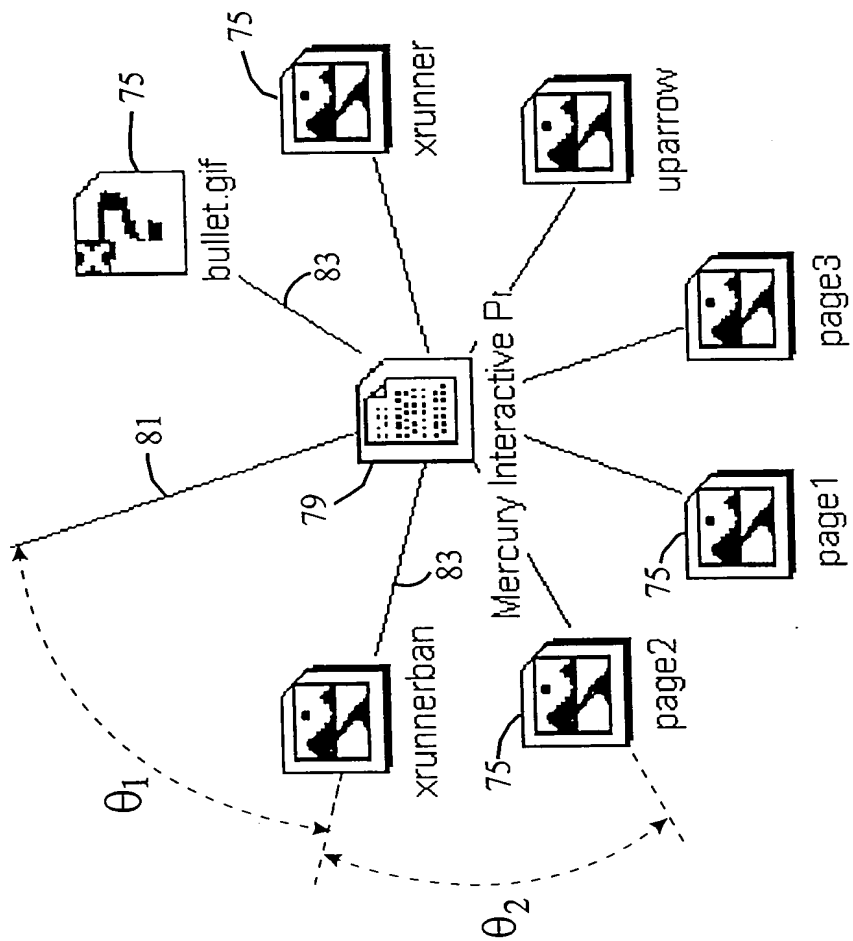 75
bullet.gif
75
xrunner
uparrow
83
81
79
Mercury Interactive Pr
page3
83
75
page1
xrunnerban
75
page2
θ1
θ2